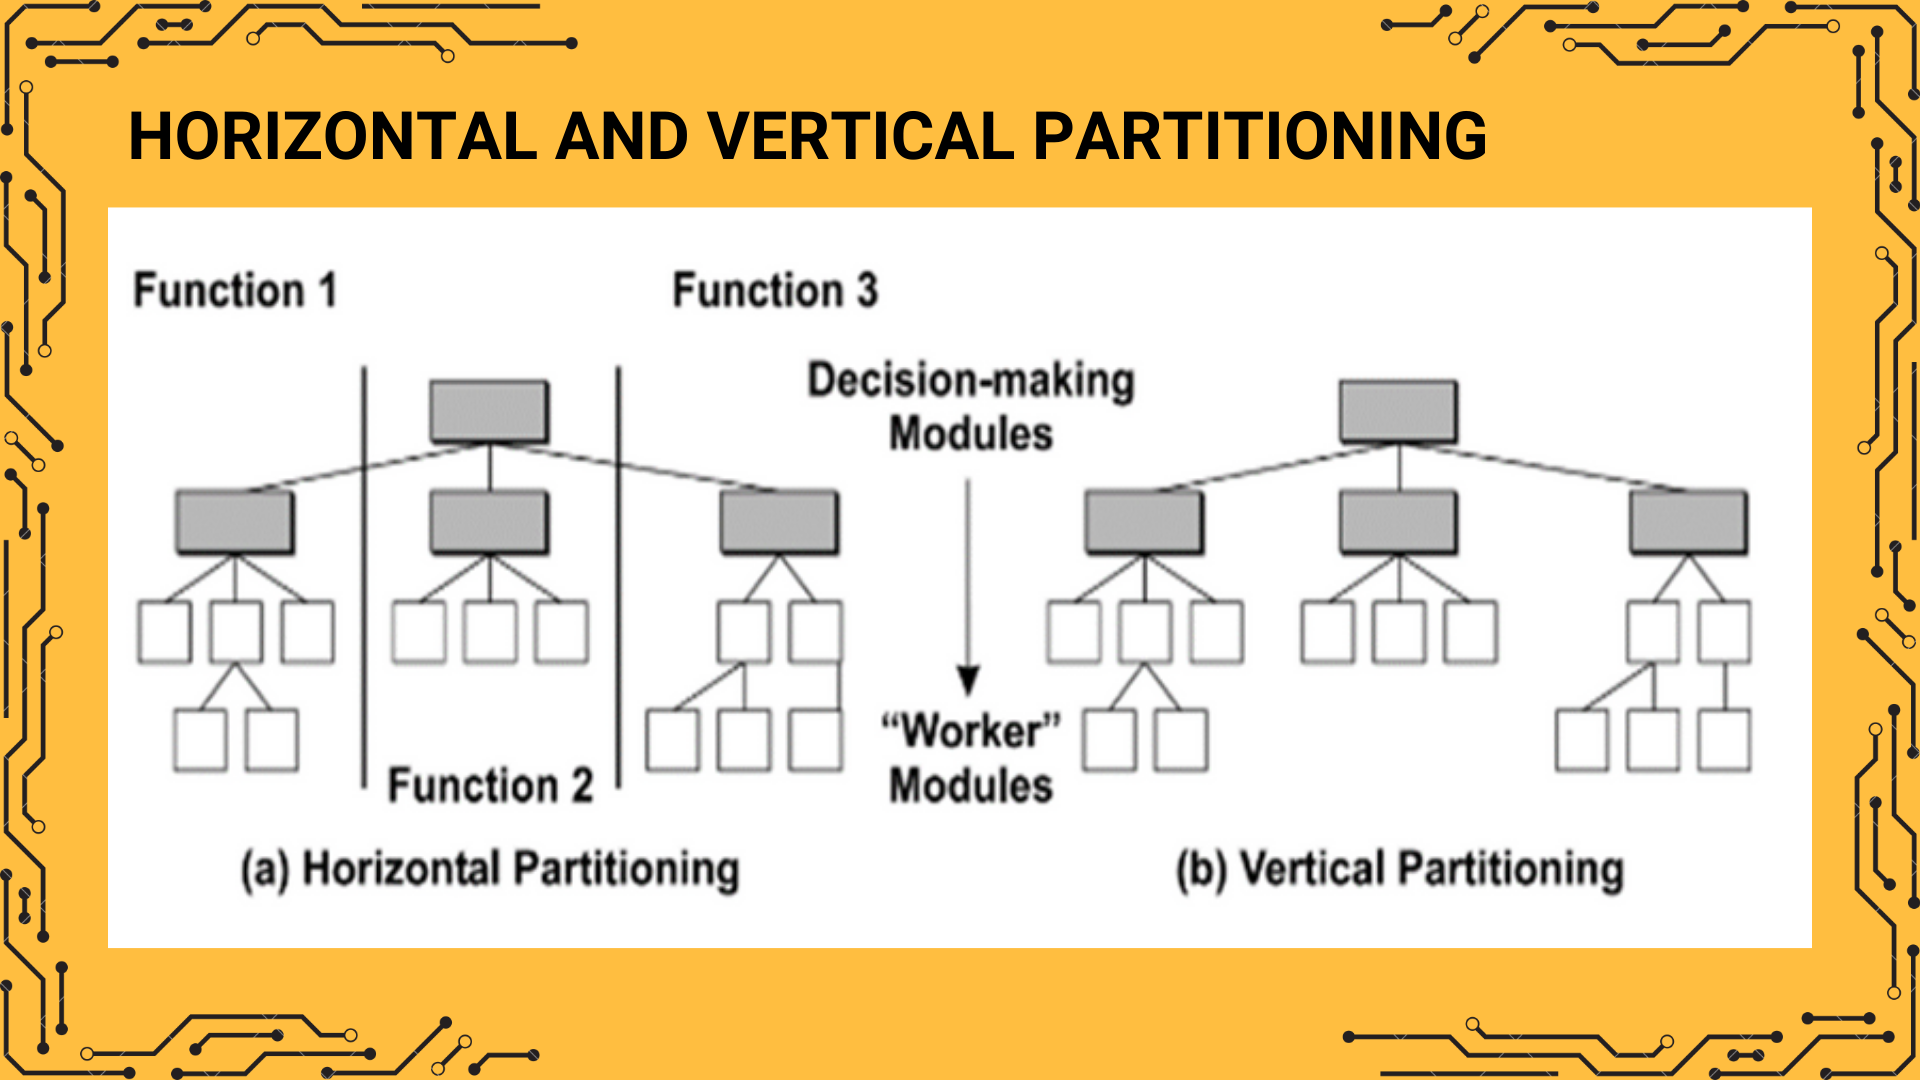 HORIZONTAL AND VERTICAL PARTITIONING
Function 1
Function 3
Function 2
(a) Horizontal Partitioning
Decision-making
Modules
“Worker”
Modules
(b) Vertical Partitioning